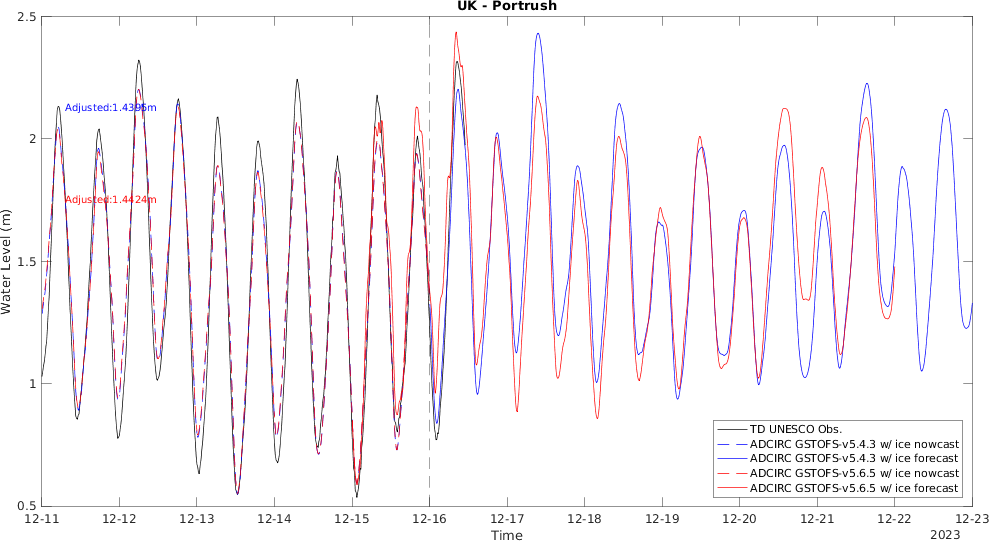 UK - Portrush
2.5
2
1.5
1
0.5
Water Level (m)
Adjusted:1.4395m
Adjusted:1.4424m
TD UNESCO Obs.
ADCIRC GSTOFS-v5.4.3 w/ ice nowcast
ADCIRC GSTOFS-v5.4.3 w/ ice forecast
ADCIRC GSTOFS-v5.6.5 w/ ice nowcast
ADCIRC GSTOFS-v5.6.5 w/ ice forecast
12-11 12-12 12-13 12-14 12-15 12-16 12-17 12-18 12-19 12-20 12-21 12-22 12-23
Time
2023